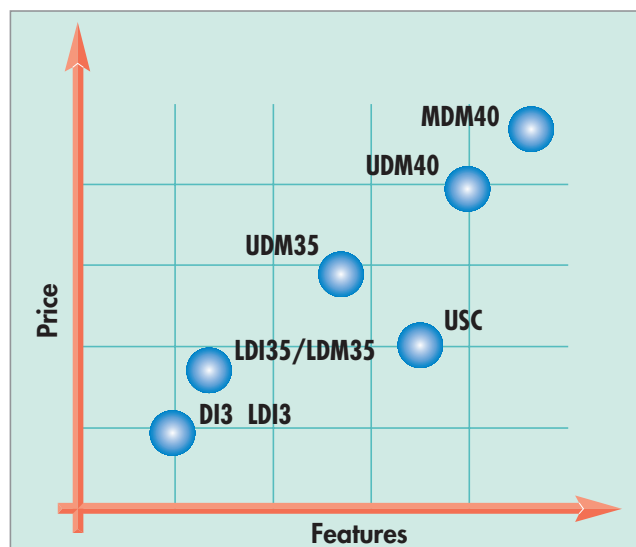 MDM40
UDM40
UDM35
USC
LDI35/LDM35
DI3 LDI3
Price
Features